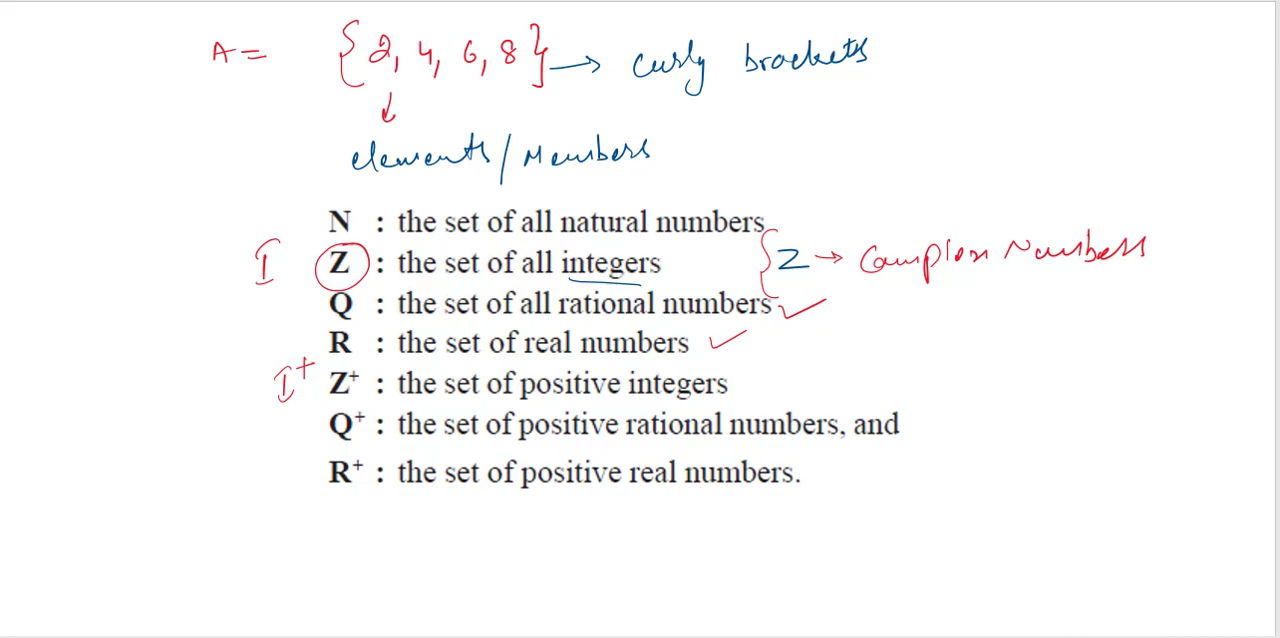 A = {2, 4, 6, 8} → curly brackets
↓
elements / Members
N : the set of all natural numbers
I Z : the set of all integers { Z → Complex Numbers
Q : the set of all rational numbers ✓
R : the set of real numbers ✓
I⁺ Z⁺ : the set of positive integers
Q⁺ : the set of positive rational numbers, and
R⁺ : the set of positive real numbers.